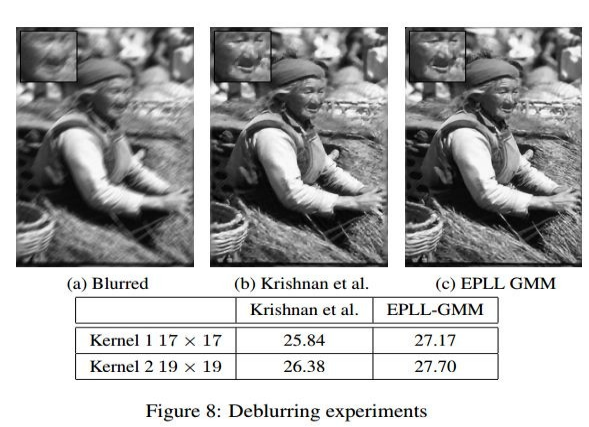 (a) Blurred (b) Krishnan et al. (c) EPLL GMM
Krishnan et al. EPLL-GMM
Kernel 1 17 × 17 25.84 27.17
Kernel 2 19 × 19 26.38 27.70
Figure 8: Deblurring experiments